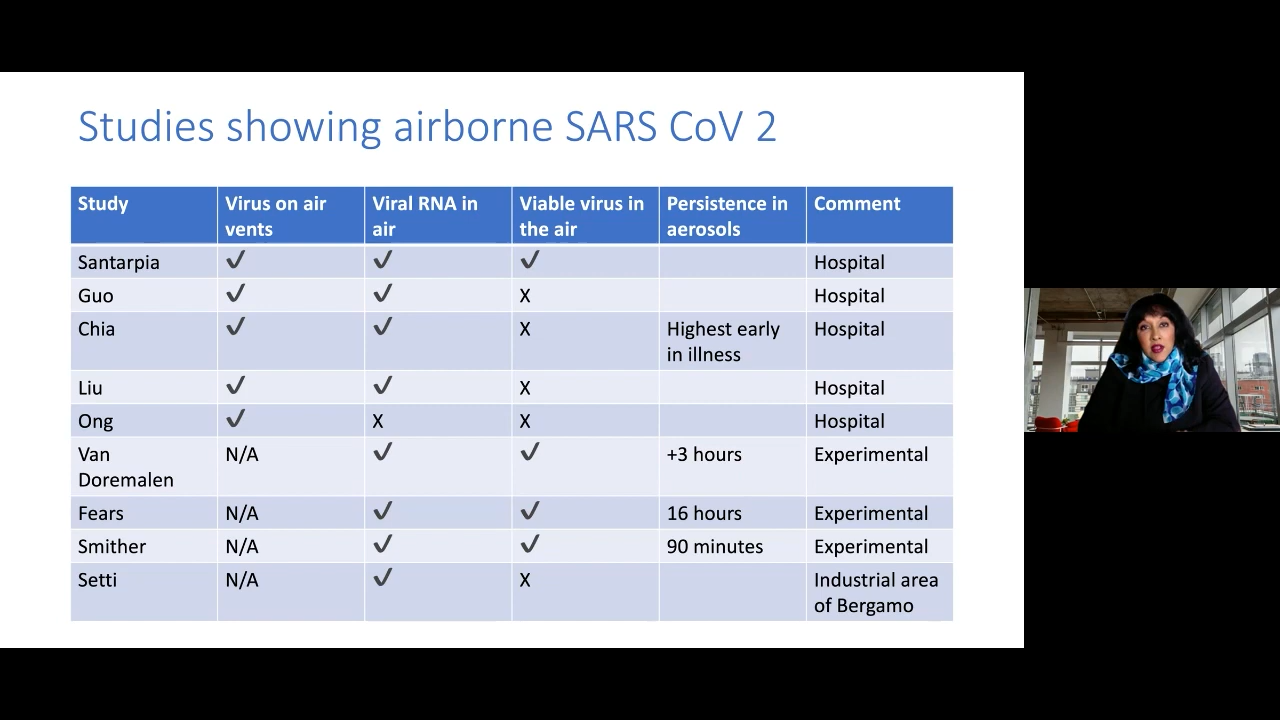 Studies showing airborne SARS CoV 2
Study Virus on air vents Viral RNA in air Viable virus in the air Persistence in aerosols Comment
Santarpia ✔ ✔ ✔ Hospital
Guo ✔ ✔ X Hospital
Chia ✔ ✔ X Highest early in illness Hospital
Liu ✔ ✔ X Hospital
Ong ✔ X X Hospital
Van Doremalen N/A ✔ ✔ +3 hours Experimental
Fears N/A ✔ ✔ 16 hours Experimental
Smither N/A ✔ ✔ 90 minutes Experimental
Setti N/A ✔ X Industrial area of Bergamo